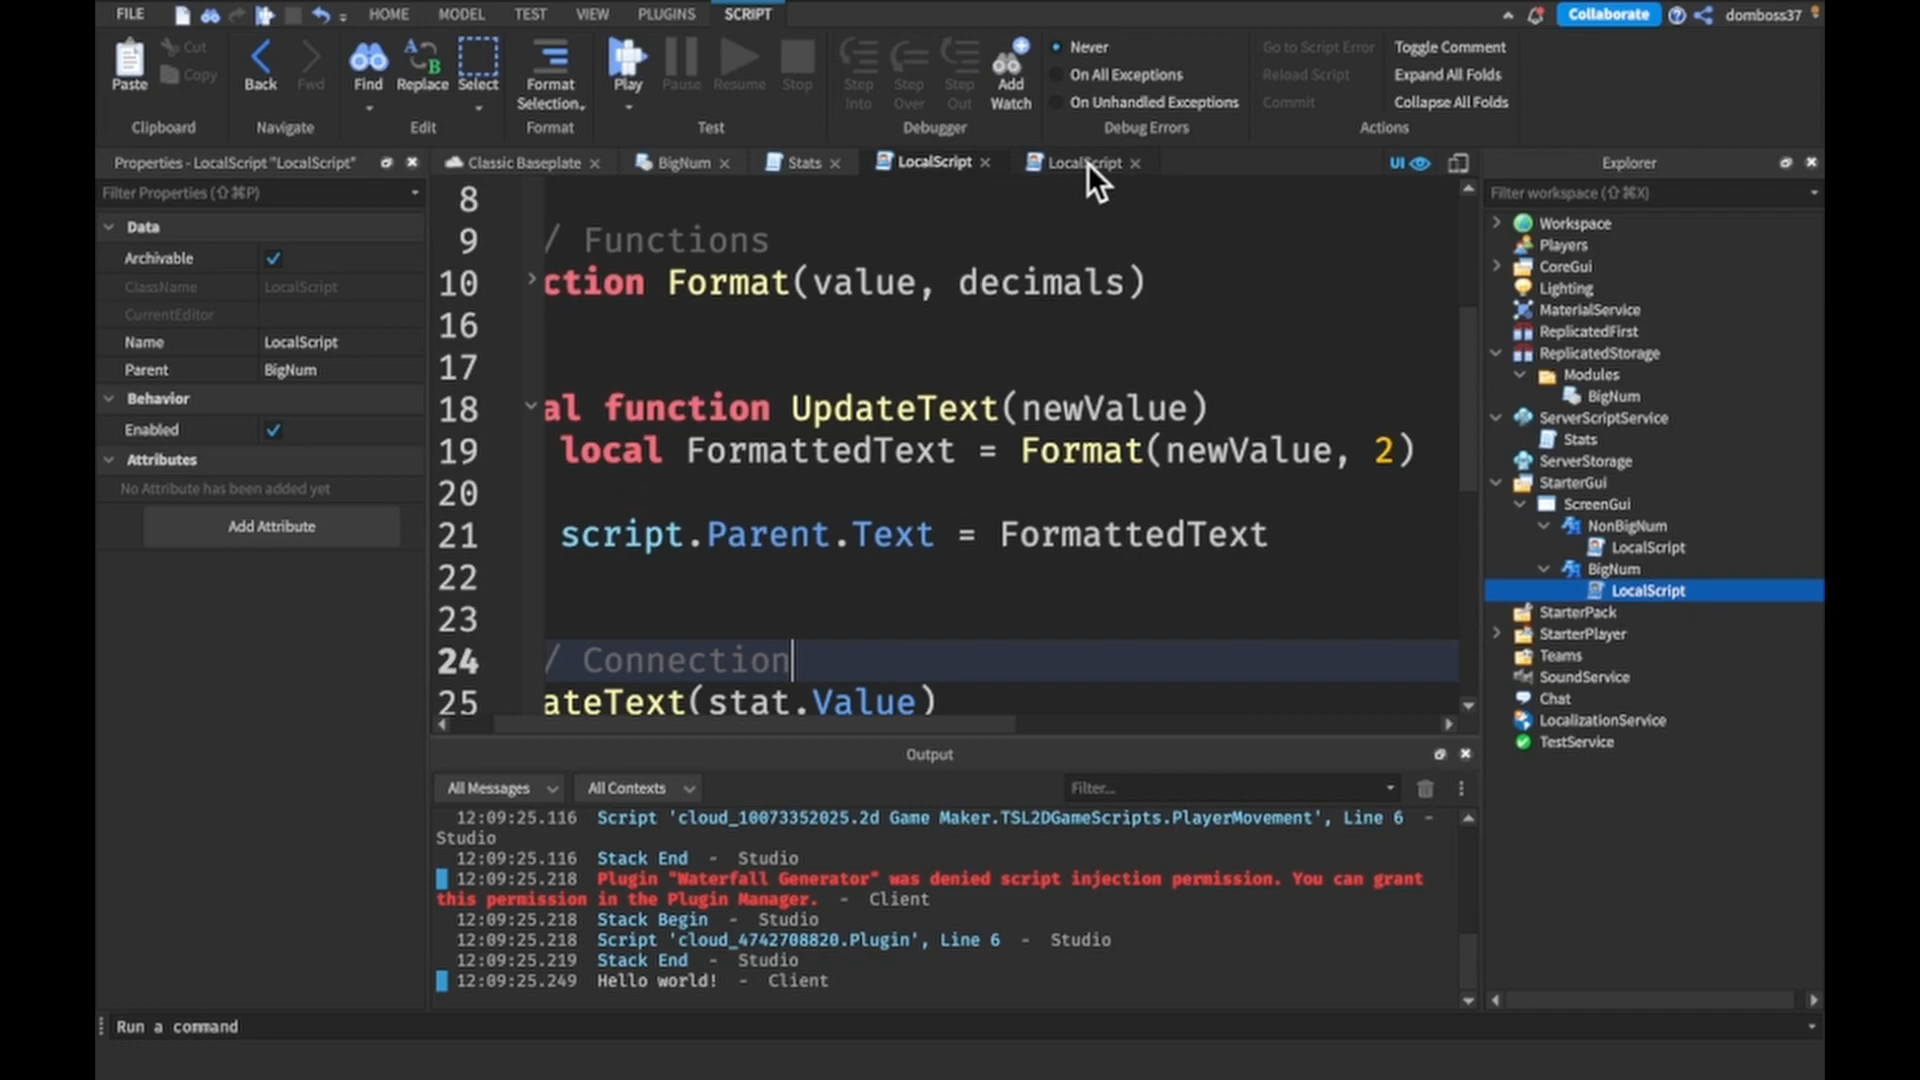 FILE HOME MODEL TEST VIEW PLUGINS SCRIPT Collaborate domboss37
Paste Cut Copy Back Fwd Find Replace Select Format Selection Play Pause Resume Stop Step Into Step Over Step Out Add Watch
Never
On All Exceptions
On Unhandled Exceptions
Go to Script Error
Reload Script
Commit
Toggle Comment
Expand All Folds
Collapse All Folds
Clipboard Navigate Edit Format Test Debugger Debug Errors Actions
Properties - LocalScript "LocalScript"
Filter Properties (⇧⌘P)
Data
Archivable
ClassName LocalScript
CurrentEditor
Name LocalScript
Parent BigNum
Behavior
Enabled
Attributes
No Attribute has been added yet
Add Attribute
Classic Baseplate BigNum Stats LocalScript LocalScript UI
8
9 / Functions
10 ction Format(value, decimals)
16
17
18 al function UpdateText(newValue)
19 local FormattedText = Format(newValue, 2)
20
21 script.Parent.Text = FormattedText
22
23
24 / Connection
25 ateText(stat.Value)
Output
All Messages All Contexts Filter...
12:09:25.116 Script 'cloud_10073352025.2d Game Maker.TSL2DGameScripts.PlayerMovement', Line 6 -
Studio
12:09:25.116 Stack End - Studio
12:09:25.218 Plugin "Waterfall Generator" was denied script injection permission. You can grant
this permission in the Plugin Manager. - Client
12:09:25.218 Stack Begin - Studio
12:09:25.218 Script 'cloud_4742708820.Plugin', Line 6 - Studio
12:09:25.219 Stack End - Studio
12:09:25.249 Hello world! - Client
Explorer
Filter workspace (⇧⌘X)
Workspace
Players
CoreGui
Lighting
MaterialService
ReplicatedFirst
ReplicatedStorage
Modules
BigNum
ServerScriptService
Stats
ServerStorage
StarterGui
ScreenGui
NonBigNum
LocalScript
BigNum
LocalScript
StarterPack
StarterPlayer
Teams
SoundService
Chat
LocalizationService
TestService
Run a command